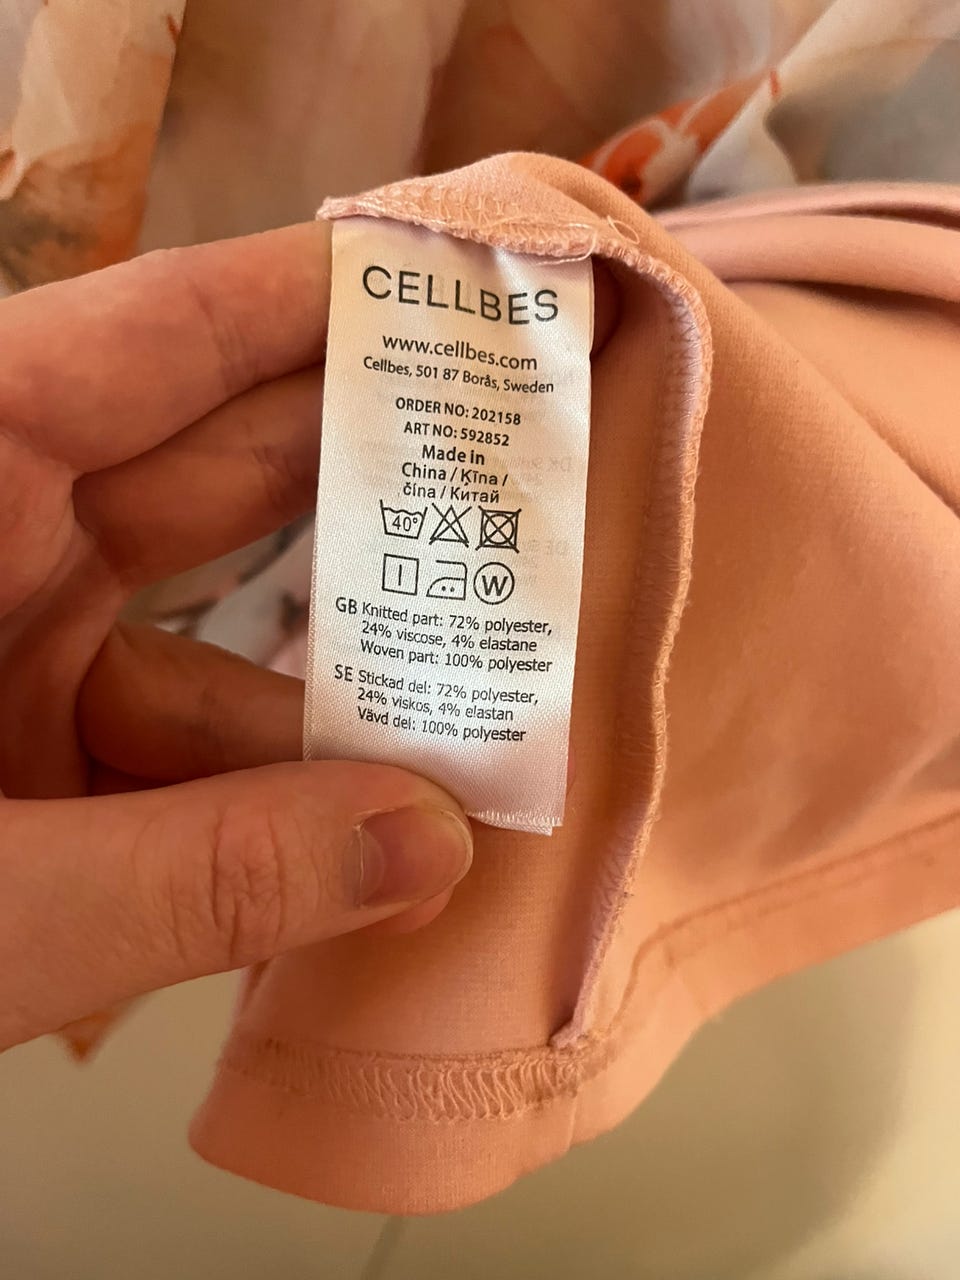 CELLBES
www.cellbes.com
Cellbes, 501 87 Borås, Sweden
ORDER NO: 202158
ART NO: 592852
Made in
China / Ķīna /
čína / Китай
40°
W
GB Knitted part: 72% polyester,
24% viscose, 4% elastane
Woven part: 100% polyester
SE Stickad del: 72% polyester,
24% viskos, 4% elastan
Vävd del: 100% polyester